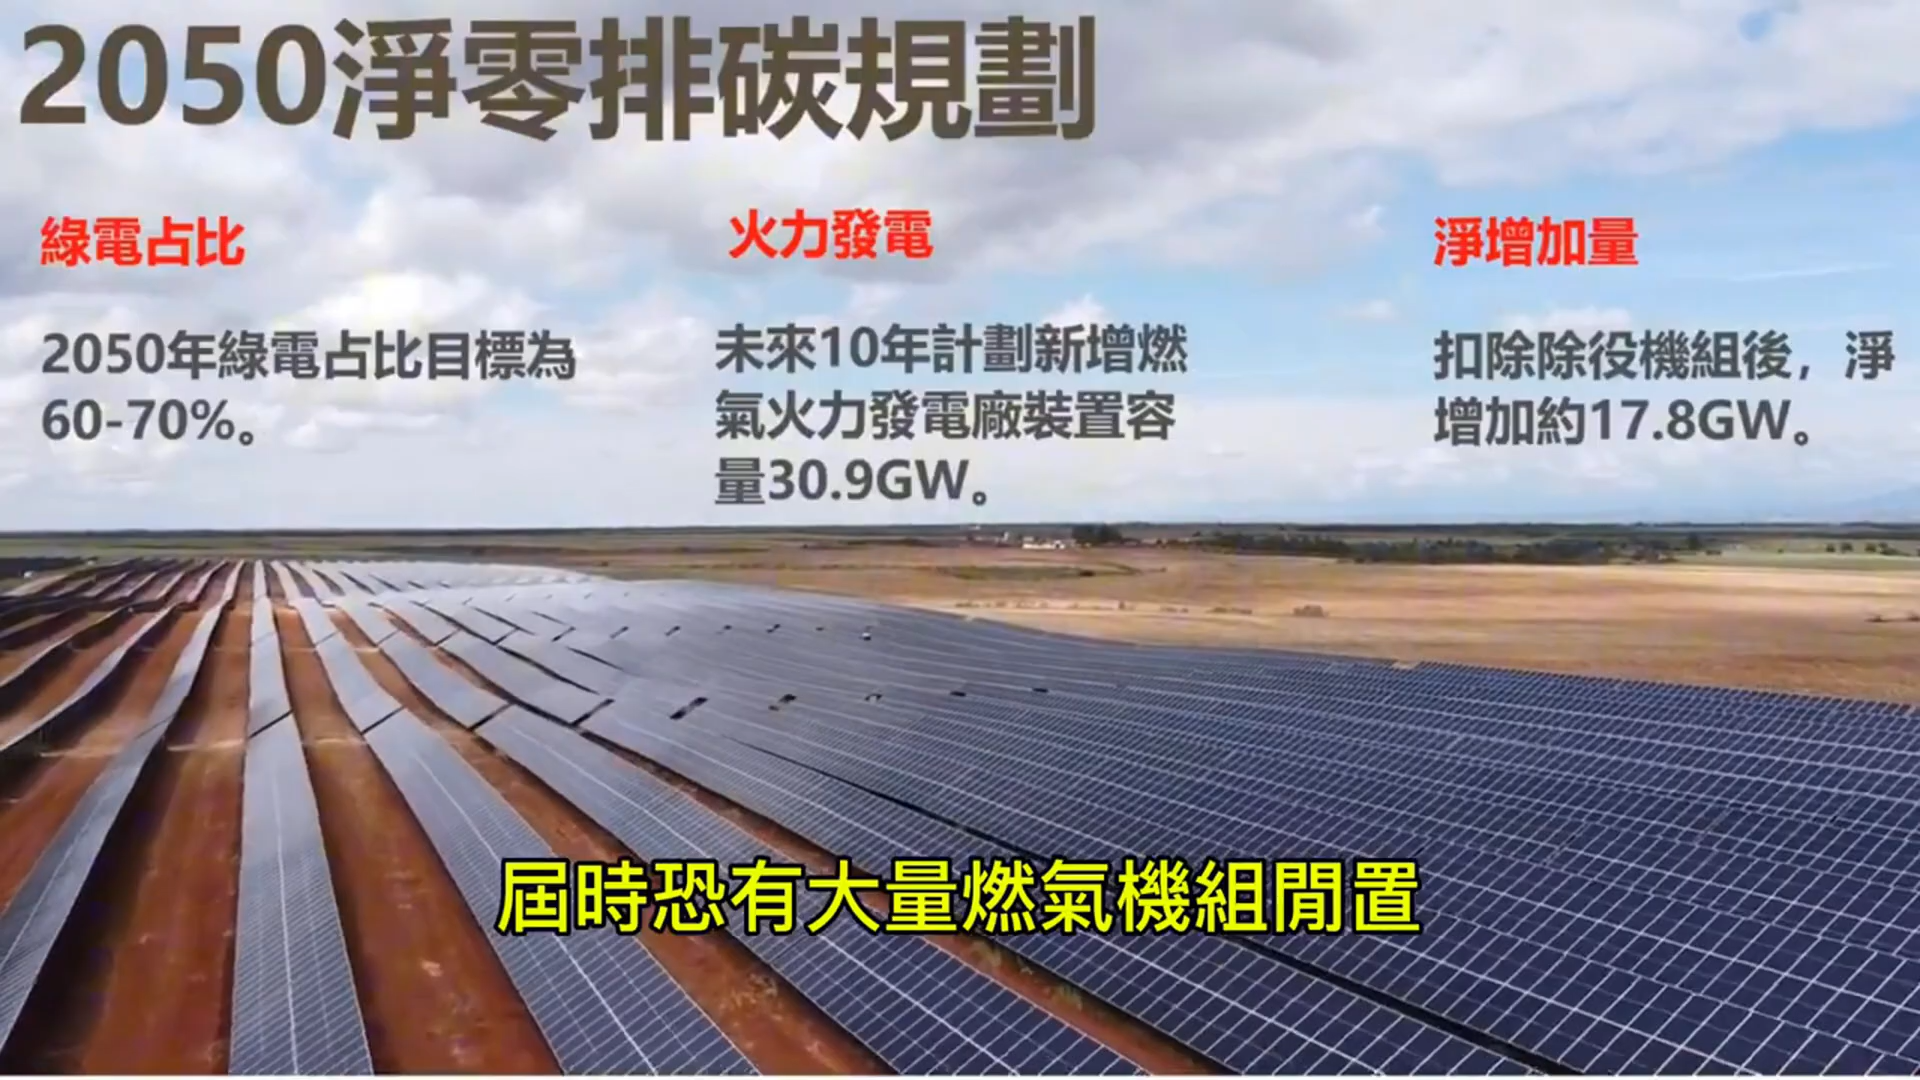 2050淨零排碳規劃
綠電占比
2050年綠電占比目標為
60-70%。
火力發電
未來10年計劃新增燃
氣火力發電廠裝置容
量30.9GW。
淨增加量
扣除除役機組後，淨
增加約17.8GW。
屆時恐有大量燃氣機組閒置